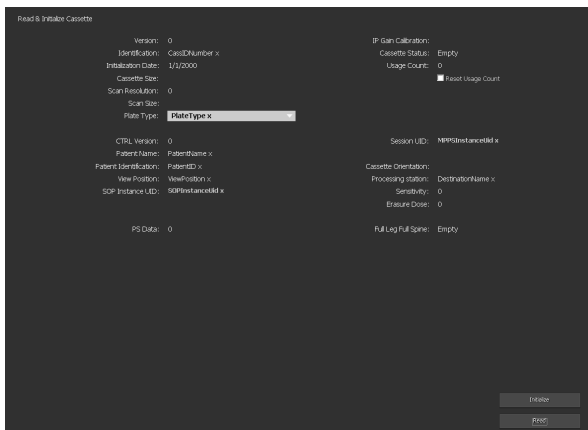 Read & Initialize Cassette
Version: 0
Identification: CassIDNumber x
Initialization Date: 1/1/2000
Cassette Size:
Scan Resolution: 0
Scan Size:
Plate Type: PlateType x
IP Gain Calibration:
Cassette Status: Empty
Usage Count: 0
Reset Usage Count
CTRL Version: 0
Patient Name: PatientName x
Patient Identification: PatientID x
View Position: ViewPosition x
SOP Instance UID: SOPInstanceUid x
Session UID: MPPSInstanceUid x
Cassette Orientation:
Processing station: DestinationName x
Sensitivity: 0
Erasure Dose: 0
PS Data: 0
Full Leg Full Spine: Empty
Initialize
Read